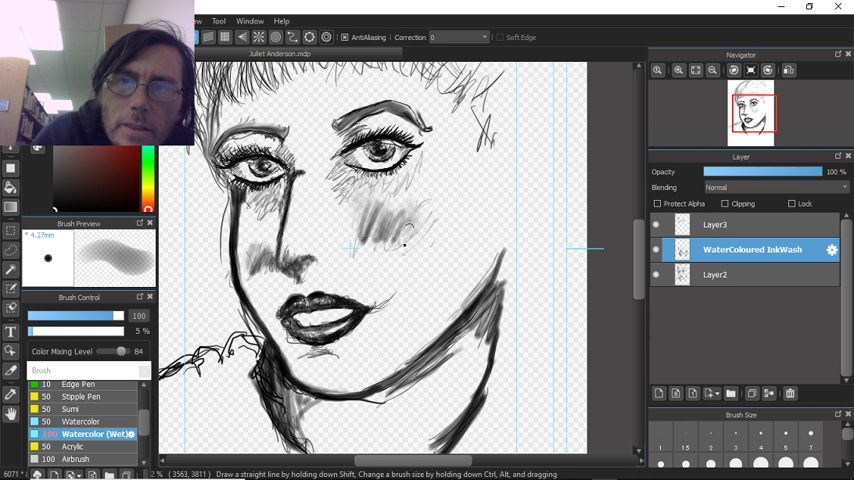 ew Tool Window Help
AntiAliasing Correction 0 Soft Edge
Juliet Anderson.mdp
Navigator
Layer
Opacity 100 %
Blending Normal
Protect Alpha Clipping Lock
Layer3
WaterColoured InkWash
Layer2
Brush Preview
* 4.27mm
Brush Control
100
5 %
Color Mixing Level 84
Brush
10 Edge Pen
50 Stipple Pen
50 Sumi
50 Watercolor
100 Watercolor (Wet)
50 Acrylic
100 Airbrush
Brush Size
1 1.5 2 3 4 5 7
6071 * 2 % (3563, 3811) Draw a straight line by holding down Shift, Change a brush size by holding down Ctrl, Alt, and dragging